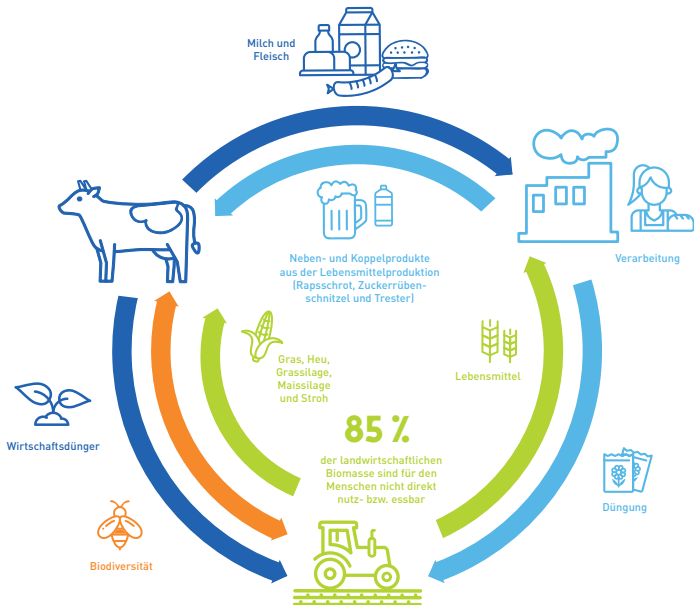 Milch und
Fleisch
Neben- und Koppelprodukte
aus der Lebensmittelproduktion
(Rapsschrot, Zuckerrüben-
schnitzel und Trester)
Verarbeitung
Gras, Heu,
Grassilage,
Maissilage
und Stroh
Lebensmittel
85 %
der landwirtschaftlichen
Biomasse sind für den
Menschen nicht direkt
nutz- bzw. essbar
Wirtschaftsdünger
Düngung
Biodiversität